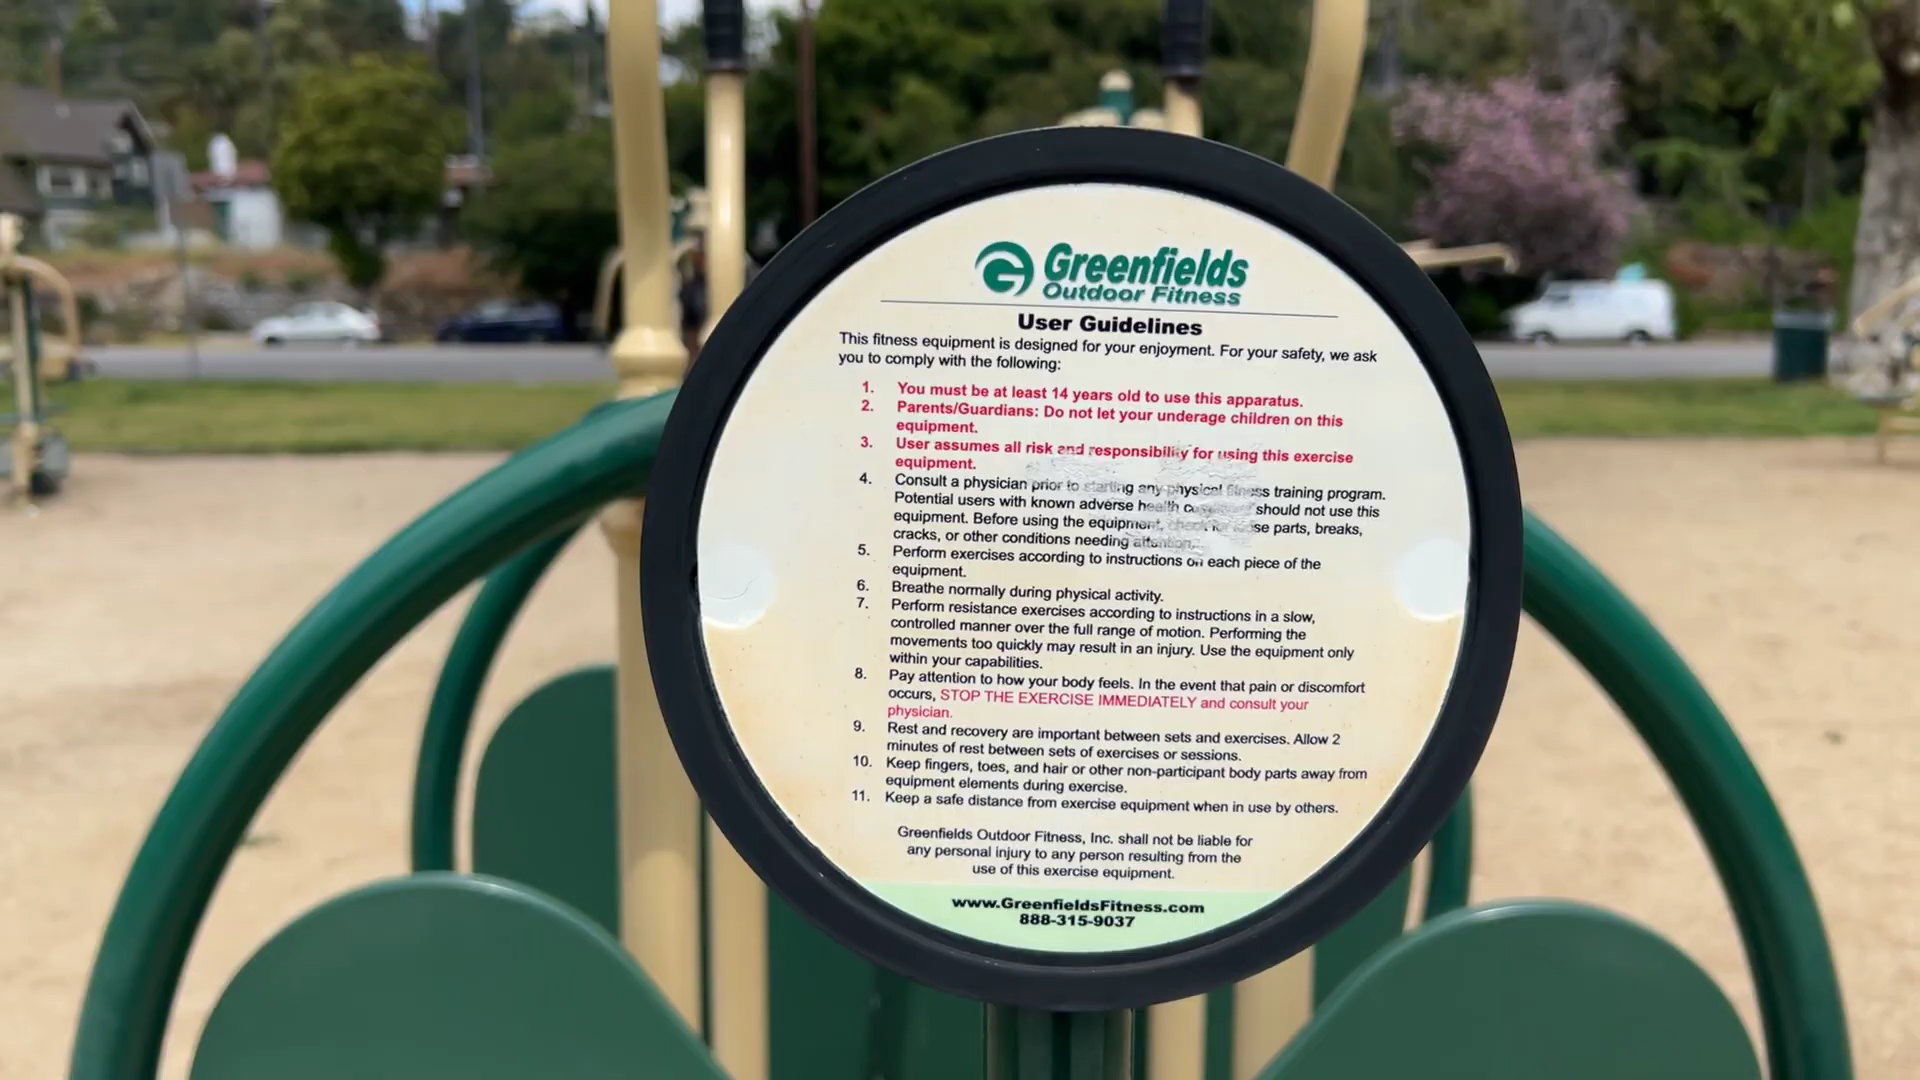 Greenfields
Outdoor Fitness
User Guidelines
This fitness equipment is designed for your enjoyment. For your safety, we ask
you to comply with the following:
1. You must be at least 14 years old to use this apparatus.
2. Parents/Guardians: Do not let your underage children on this
equipment.
3. User assumes all risk and responsibility for using this exercise
equipment.
4. Consult a physician prior to starting any physical fitness training program.
Potential users with known adverse health should not use this
equipment. Before using the equipment, check for loose parts, breaks,
cracks, or other conditions needing attention.
5. Perform exercises according to instructions on each piece of the
equipment.
6. Breathe normally during physical activity.
7. Perform resistance exercises according to instructions in a slow,
controlled manner over the full range of motion. Performing the
movements too quickly may result in an injury. Use the equipment only
within your capabilities.
8. Pay attention to how your body feels. In the event that pain or discomfort
occurs, STOP THE EXERCISE IMMEDIATELY and consult your
physician.
9. Rest and recovery are important between sets and exercises. Allow 2
minutes of rest between sets of exercises or sessions.
10. Keep fingers, toes, and hair or other non-participant body parts away from
equipment elements during exercise.
11. Keep a safe distance from exercise equipment when in use by others.
Greenfields Outdoor Fitness, Inc. shall not be liable for
any personal injury to any person resulting from the
use of this exercise equipment.
www.GreenfieldsFitness.com
888-315-9037